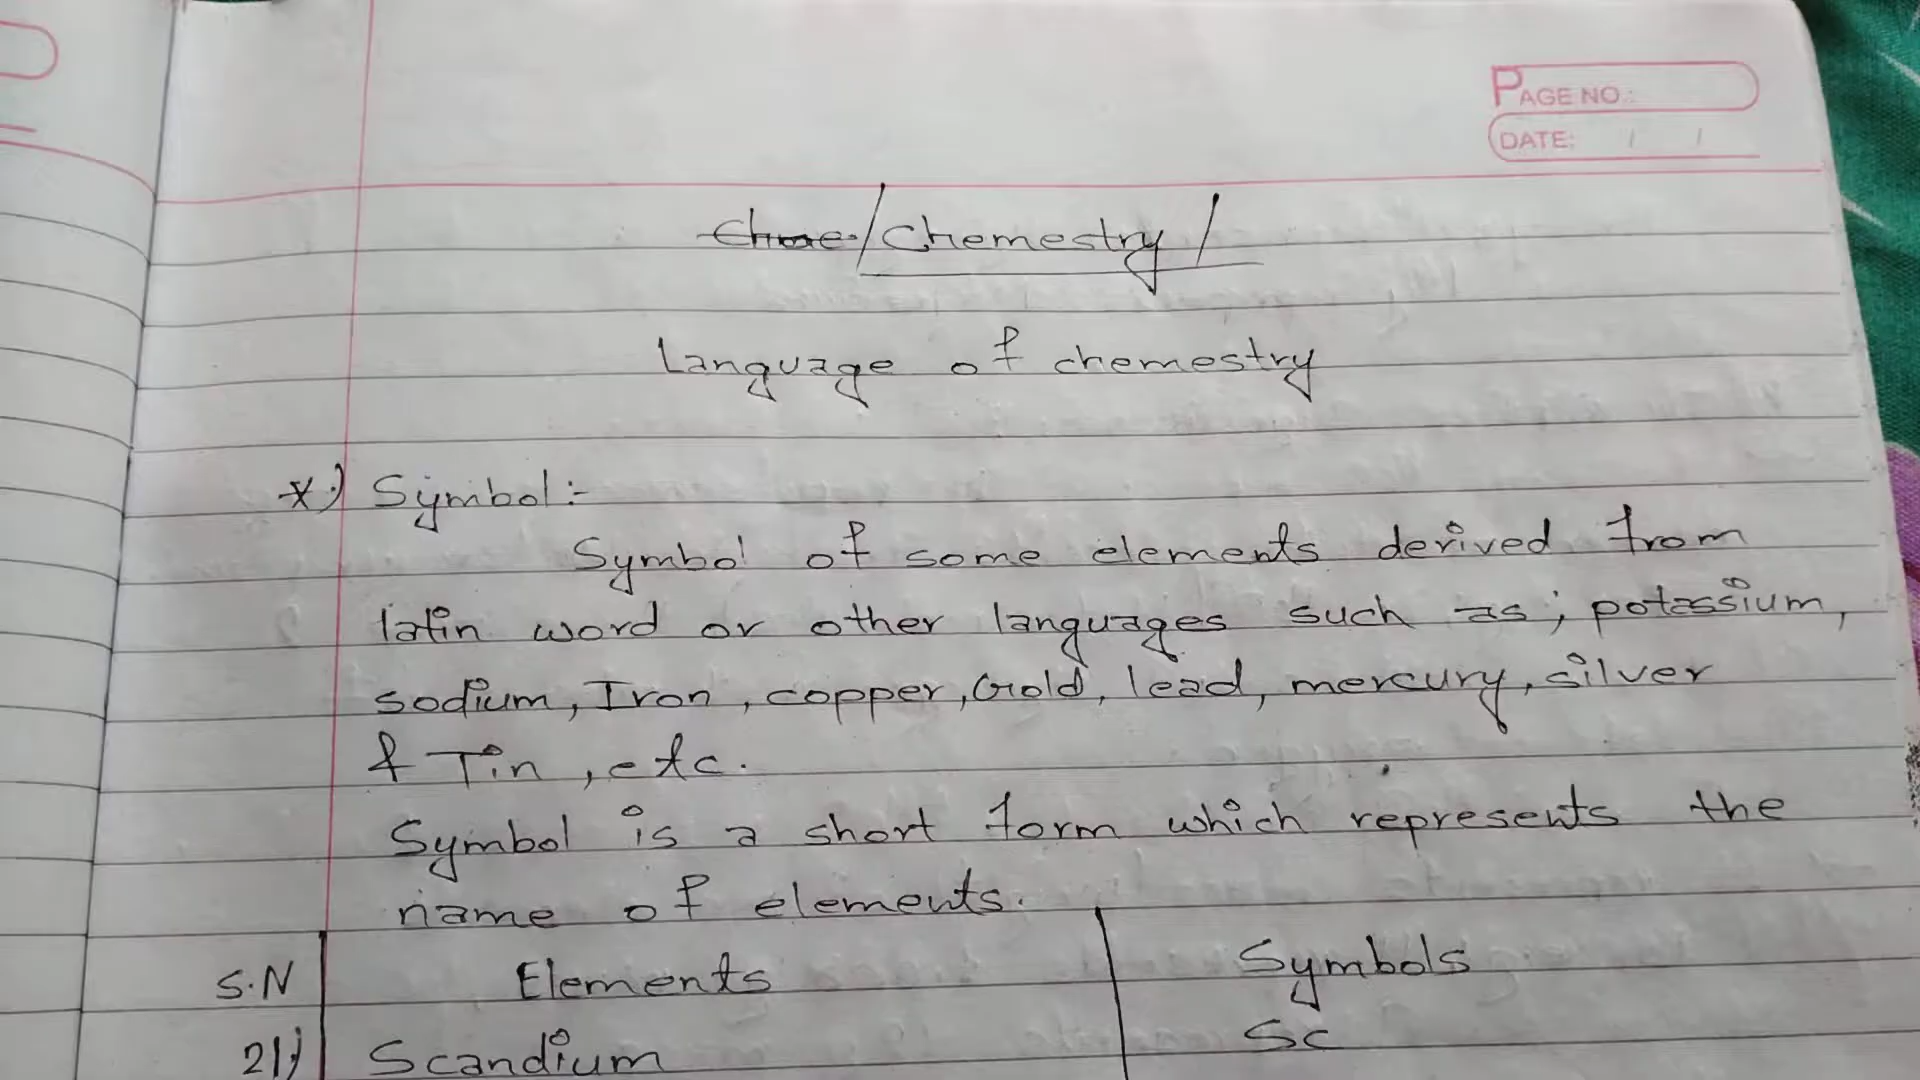 PAGE NO.:
DATE: / /
/Chemestry/
Language of chemestry
*) Symbol:-
Symbol of some elements derived from
latin word or other languages such as; potassium,
sodium, Iron, copper, Gold, lead, mercury, silver
& Tin, etc.
Symbol is a short form which represents the
name of elements.
S.N Elements Symbols
21) Scandium Sc